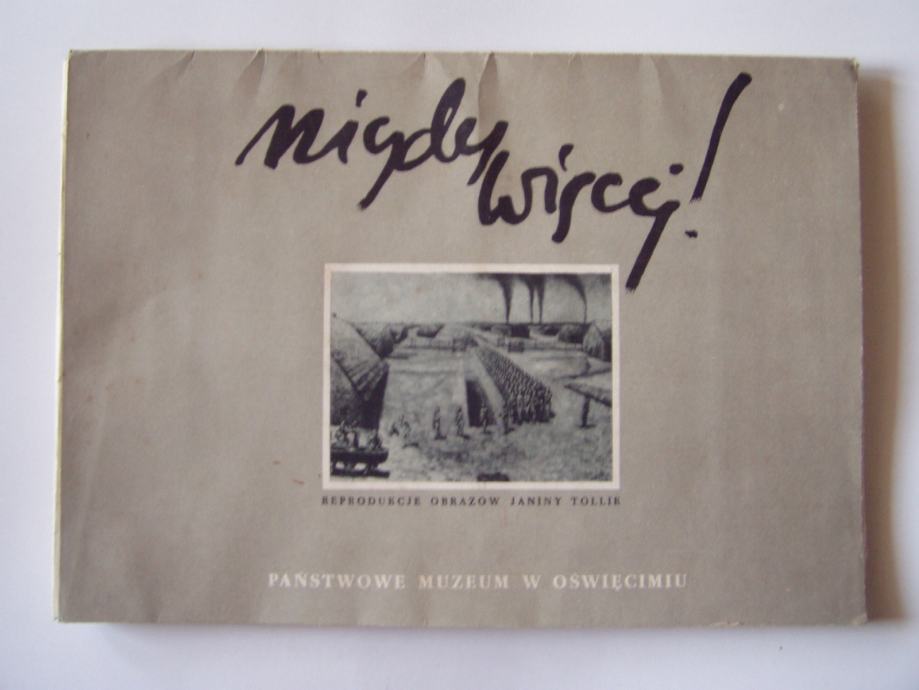 nigdy
więcej!
REPRODUKCJE OBRAZÓW JANINY TOLLIK
PAŃSTWOWE MUZEUM W OŚWIĘCIMIU